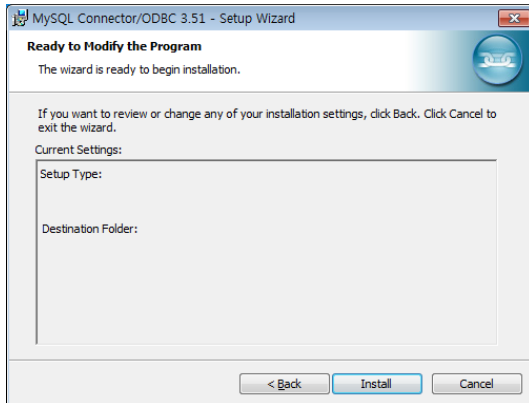 MySQL Connector/ODBC 3.51 - Setup Wizard
Ready to Modify the Program
The wizard is ready to begin installation.
If you want to review or change any of your installation settings, click Back. Click Cancel to
exit the wizard.
Current Settings:
Setup Type:
Destination Folder:
< Back
Install
Cancel